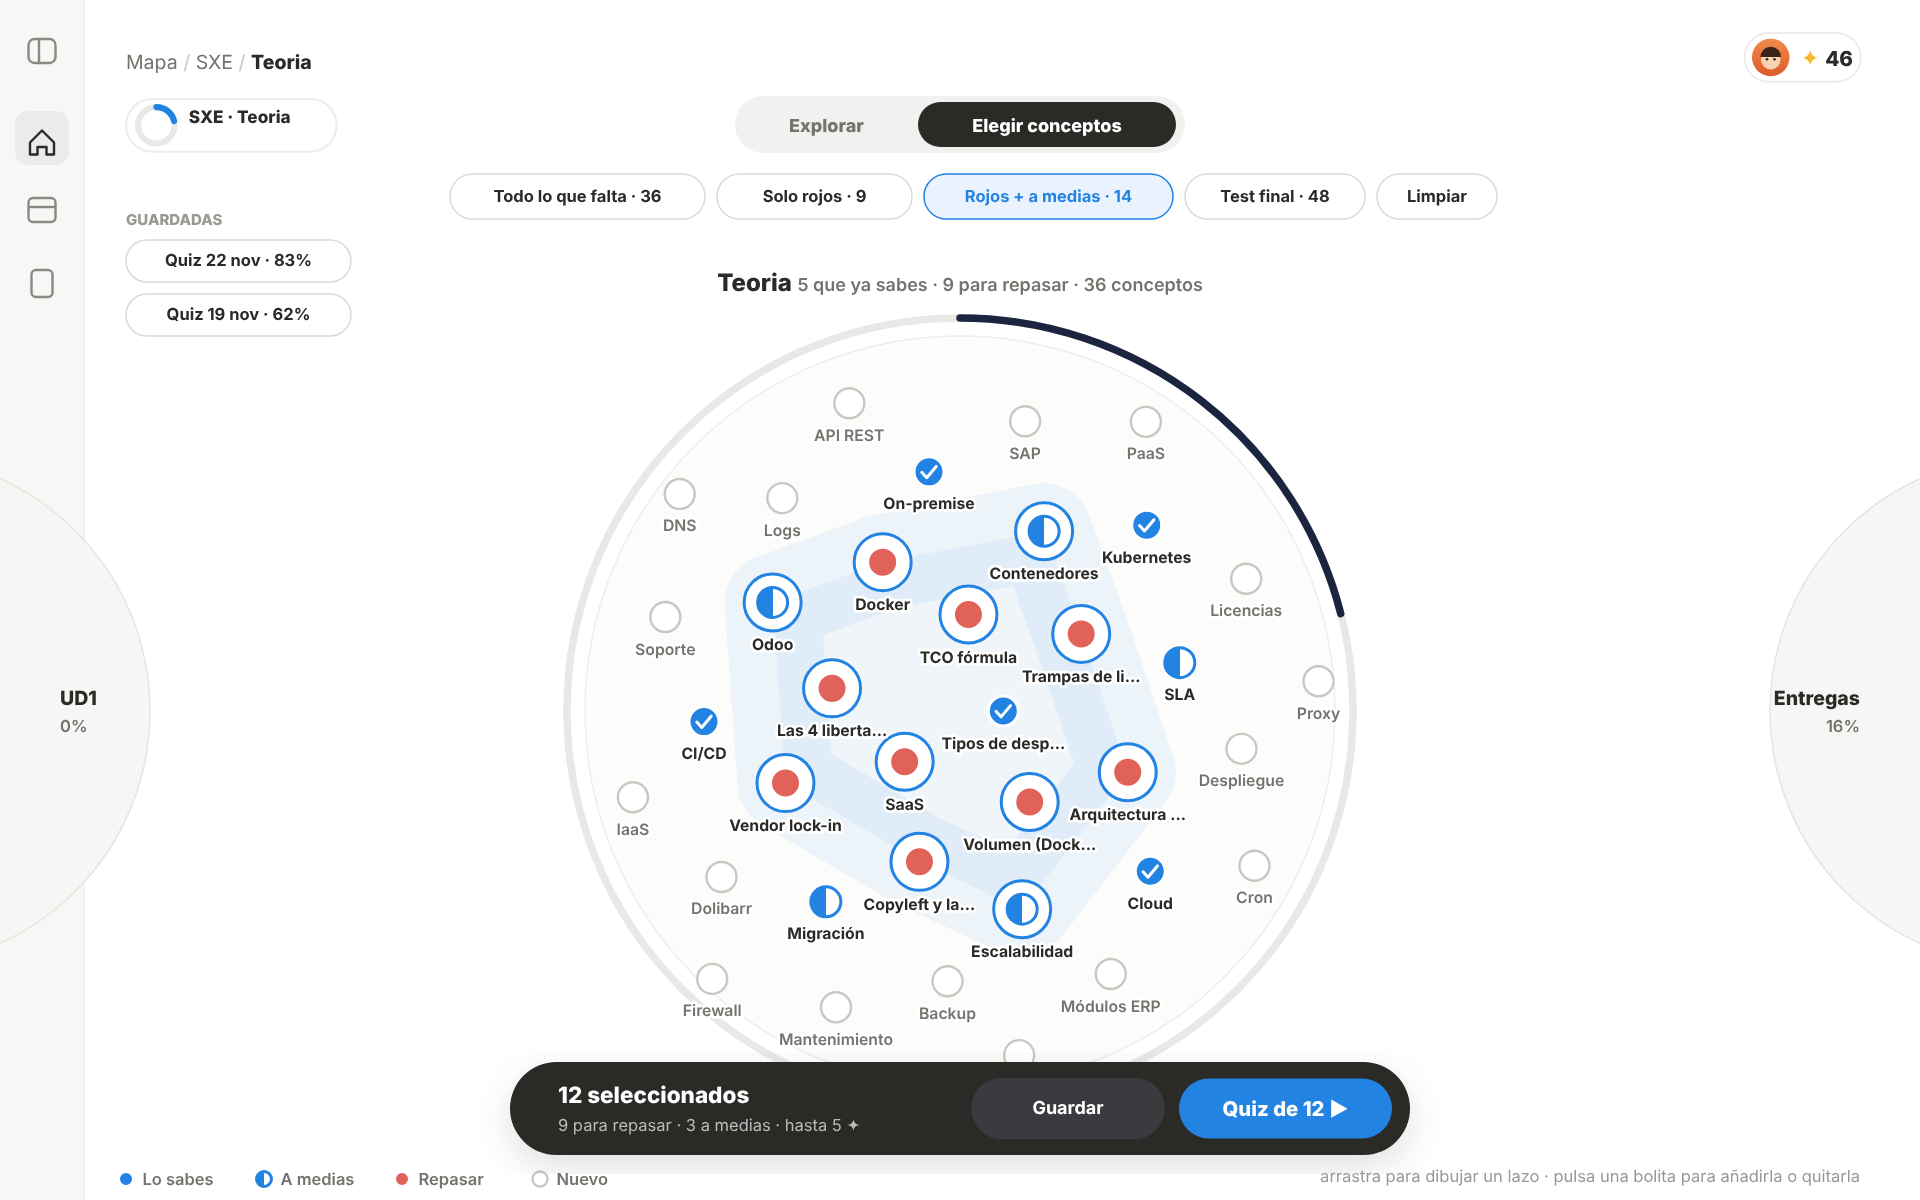 Mapa / SXE / Teoria
46
SXE · Teoria
Explorar
Elegir conceptos
Todo lo que falta · 36
Solo rojos · 9
Rojos + a medias · 14
Test final · 48
Limpiar
GUARDADAS
Quiz 22 nov · 83%
Quiz 19 nov · 62%
Teoria 5 que ya sabes · 9 para repasar · 36 conceptos
API REST
SAP
PaaS
On-premise
DNS
Logs
Contenedores
Kubernetes
Docker
Licencias
Odoo
Soporte
TCO fórmula
Trampas de li...
SLA
UD1
0%
Entregas
16%
Proxy
Las 4 liberta...
Tipos de desp...
CI/CD
Despliegue
SaaS
Vendor lock-in
Arquitectura ...
IaaS
Volumen (Dock...
Dolibarr
Copyleft y la...
Cloud
Cron
Migración
Escalabilidad
Firewall
Backup
Módulos ERP
Mantenimiento
12 seleccionados
9 para repasar · 3 a medias · hasta 5 ✦
Guardar
Quiz de 12 ▶
Lo sabes
A medias
Repasar
Nuevo
arrastra para dibujar un lazo · pulsa una bolita para añadirla o quitarla